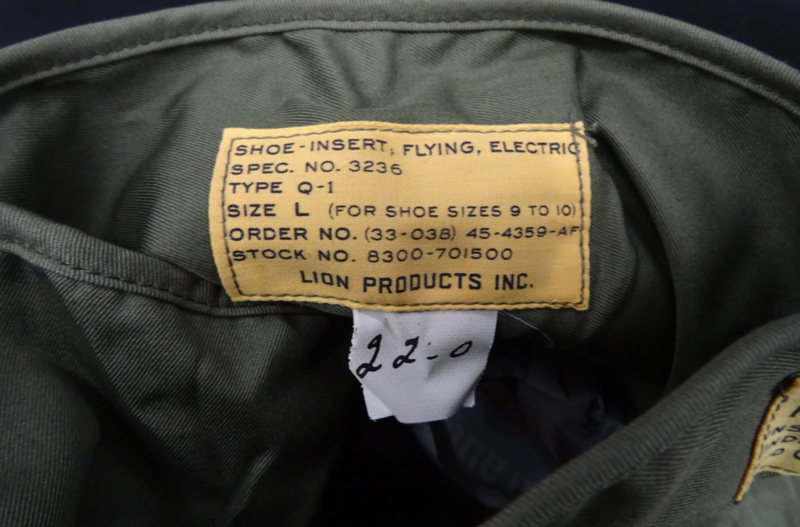 SHOE-INSERT, FLYING, ELECTRIC
SPEC. NO. 3236
TYPE Q-1
SIZE L (FOR SHOE SIZES 9 TO 10)
ORDER NO. (33-038) 45-4359-AF
STOCK NO. 8300-701500
LION PRODUCTS INC.
22-0